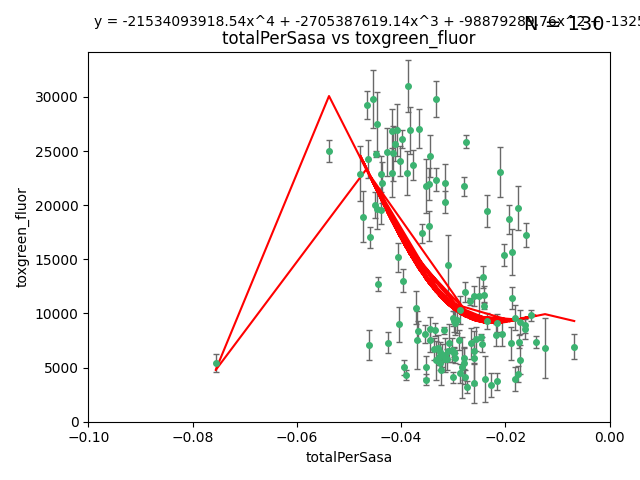 y = -21534093918.54x^4 + -2705387619.14x^3 + -98879289.76x^2 + -1325
N = 130
totalPerSasa vs toxgreen_fluor
30000
25000
20000
15000
10000
5000
0
toxgreen_fluor
−0.10
−0.08
−0.06
−0.04
−0.02
0.00
totalPerSasa